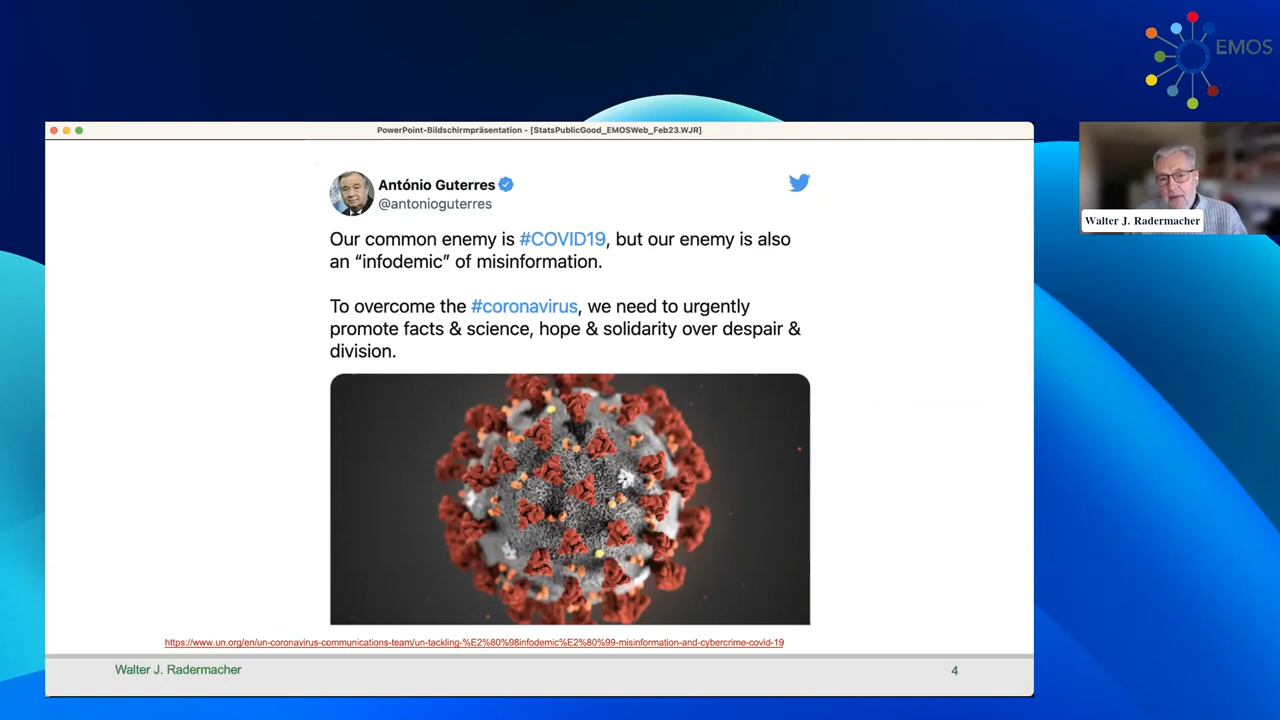 EMOS
PowerPoint-Bildschirmpräsentation - [StatsPublicGood_EMOSWeb_Feb23.WJR]
António Guterres
@antonioguterres
Our common enemy is #COVID19, but our enemy is also
an “infodemic” of misinformation.
To overcome the #coronavirus, we need to urgently
promote facts & science, hope & solidarity over despair &
division.
https://www.un.org/en/un-coronavirus-communications-team/un-tackling-%E2%80%98infodemic%E2%80%99-misinformation-and-cybercrime-covid-19
Walter J. Radermacher
4
Walter J. Radermacher